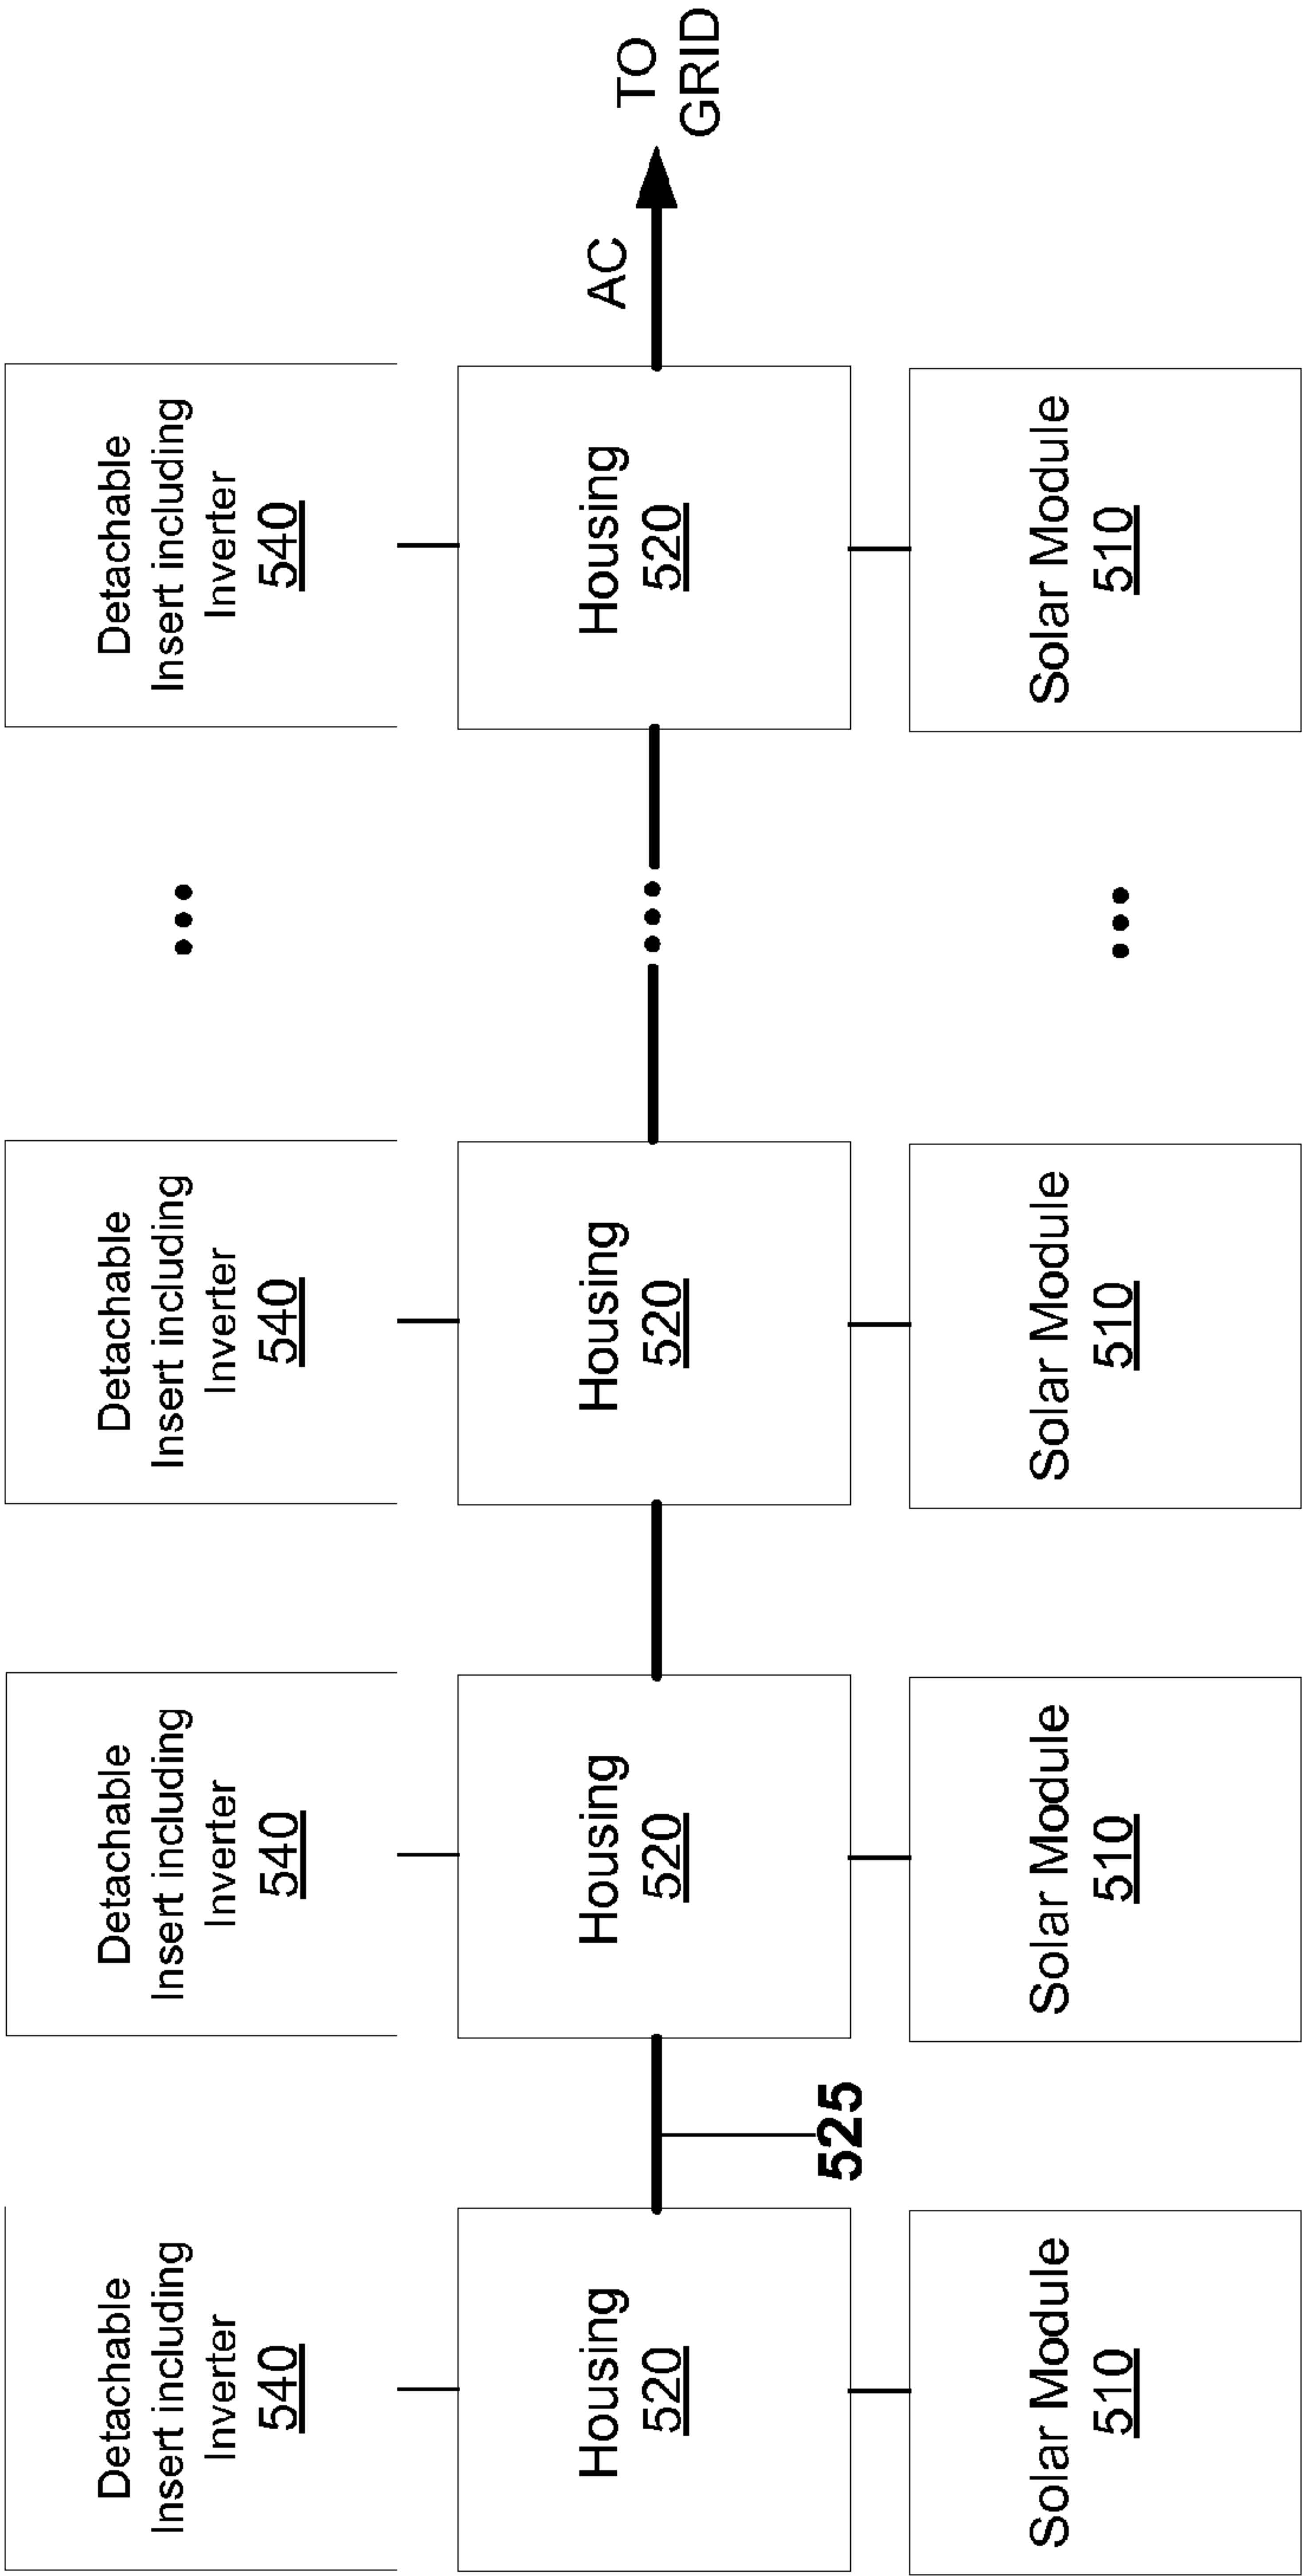 Detachable
Insert including
Inverter
540
Detachable
Insert including
Inverter
540
Detachable
Insert including
Inverter
540
Detachable
Insert including
Inverter
540
Housing
520
Housing
520
Housing
520
Housing
520
AC
TO
GRID
525
Solar Module
510
Solar Module
510
Solar Module
510
Solar Module
510